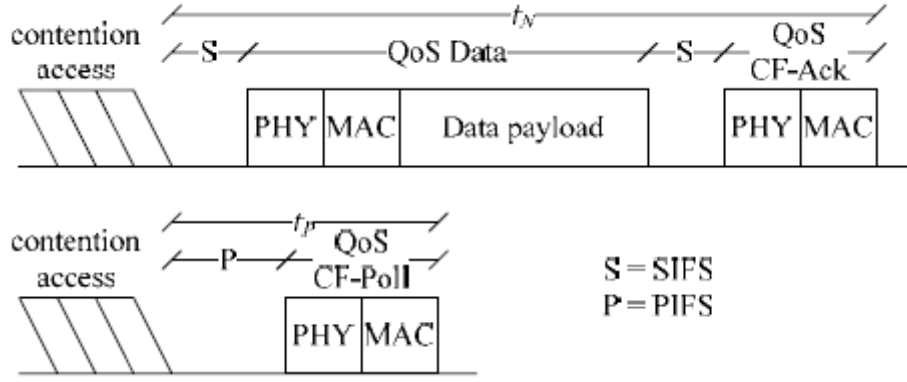 t_N
contention access
S
QoS Data
S
QoS CF-Ack
PHY
MAC
Data payload
PHY
MAC
t_P
contention access
P
QoS CF-Poll
S = SIFS
P = PIFS
PHY
MAC